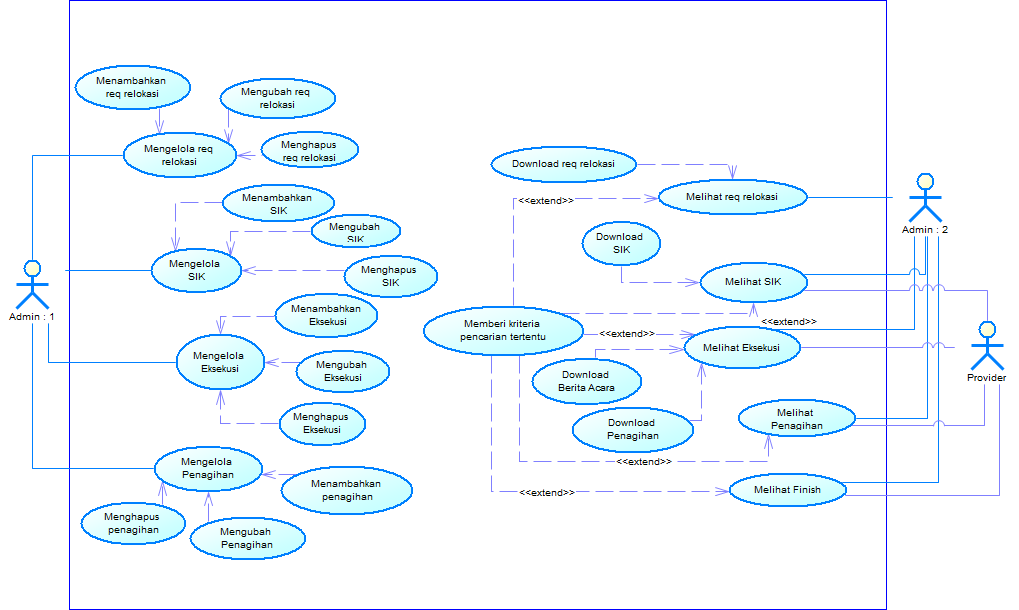 Menambahkan
req relokasi
Mengubah req
relokasi
Mengelola req
relokasi
Menghapus
req relokasi
Menambahkan
SIK
Mengubah
SIK
Mengelola
SIK
Menghapus
SIK
Admin : 1
Menambahkan
Eksekusi
Mengelola
Eksekusi
Mengubah
Eksekusi
Menghapus
Eksekusi
Mengelola
Penagihan
Menambahkan
penagihan
Menghapus
penagihan
Mengubah
Penagihan
Download req relokasi
Melihat req relokasi
<<extend>>
Admin : 2
Download
SIK
Melihat SIK
<<extend>>
Memberi kriteria
pencarian tertentu
<<extend>>
Melihat Eksekusi
Provider
Download
Berita Acara
Download
Penagihan
Melihat
Penagihan
<<extend>>
<<extend>>
Melihat Finish